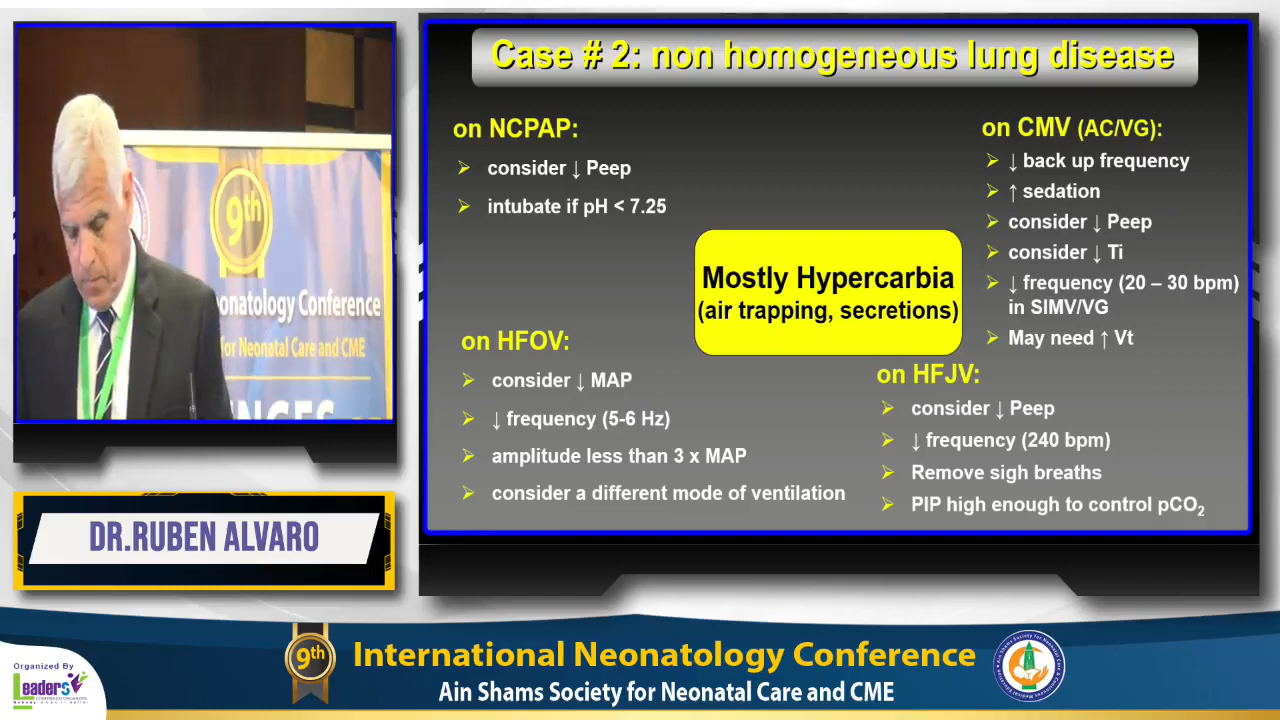 Case # 2: non homogeneous lung disease
on NCPAP:
consider ↓ Peep
intubate if pH < 7.25
on CMV (AC/VG):
↓ back up frequency
↑ sedation
consider ↓ Peep
consider ↓ Ti
↓ frequency (20 – 30 bpm)
in SIMV/VG
May need ↑ Vt
Mostly Hypercarbia
(air trapping, secretions)
on HFOV:
consider ↓ MAP
↓ frequency (5-6 Hz)
amplitude less than 3 x MAP
consider a different mode of ventilation
on HFJV:
consider ↓ Peep
↓ frequency (240 bpm)
Remove sigh breaths
PIP high enough to control pCO₂
9th
Neonatology Conference
for Neonatal Care and CME
DR.RUBEN ALVARO
Organized By
Leaders
9th
International Neonatology Conference
Ain Shams Society for Neonatal Care and CME